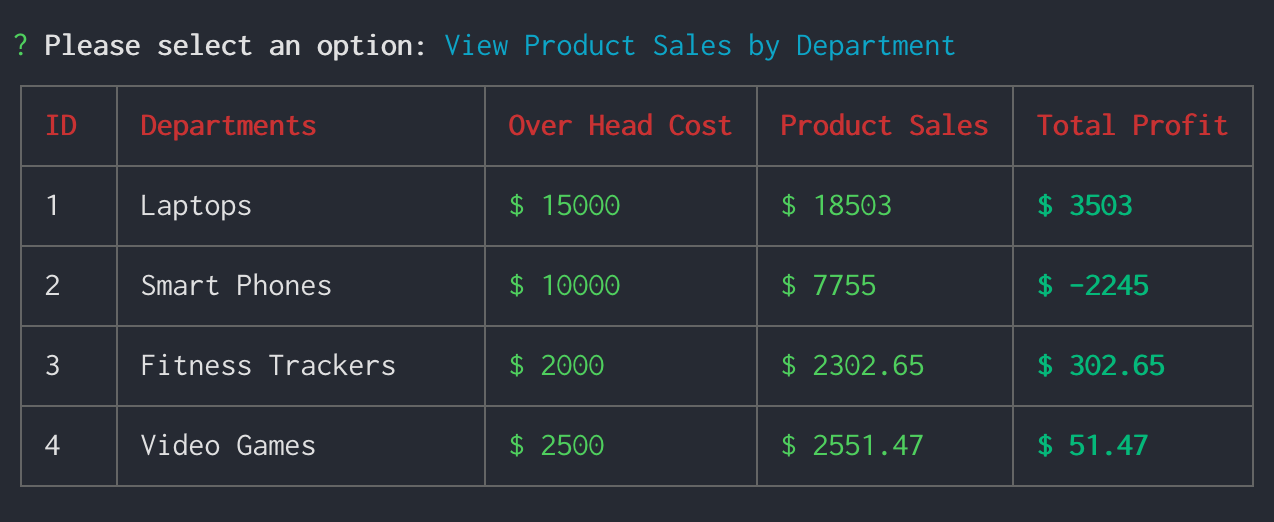 ? Please select an option: View Product Sales by Department
ID Departments Over Head Cost Product Sales Total Profit
1 Laptops $ 15000 $ 18503 $ 3503
2 Smart Phones $ 10000 $ 7755 $ -2245
3 Fitness Trackers $ 2000 $ 2302.65 $ 302.65
4 Video Games $ 2500 $ 2551.47 $ 51.47